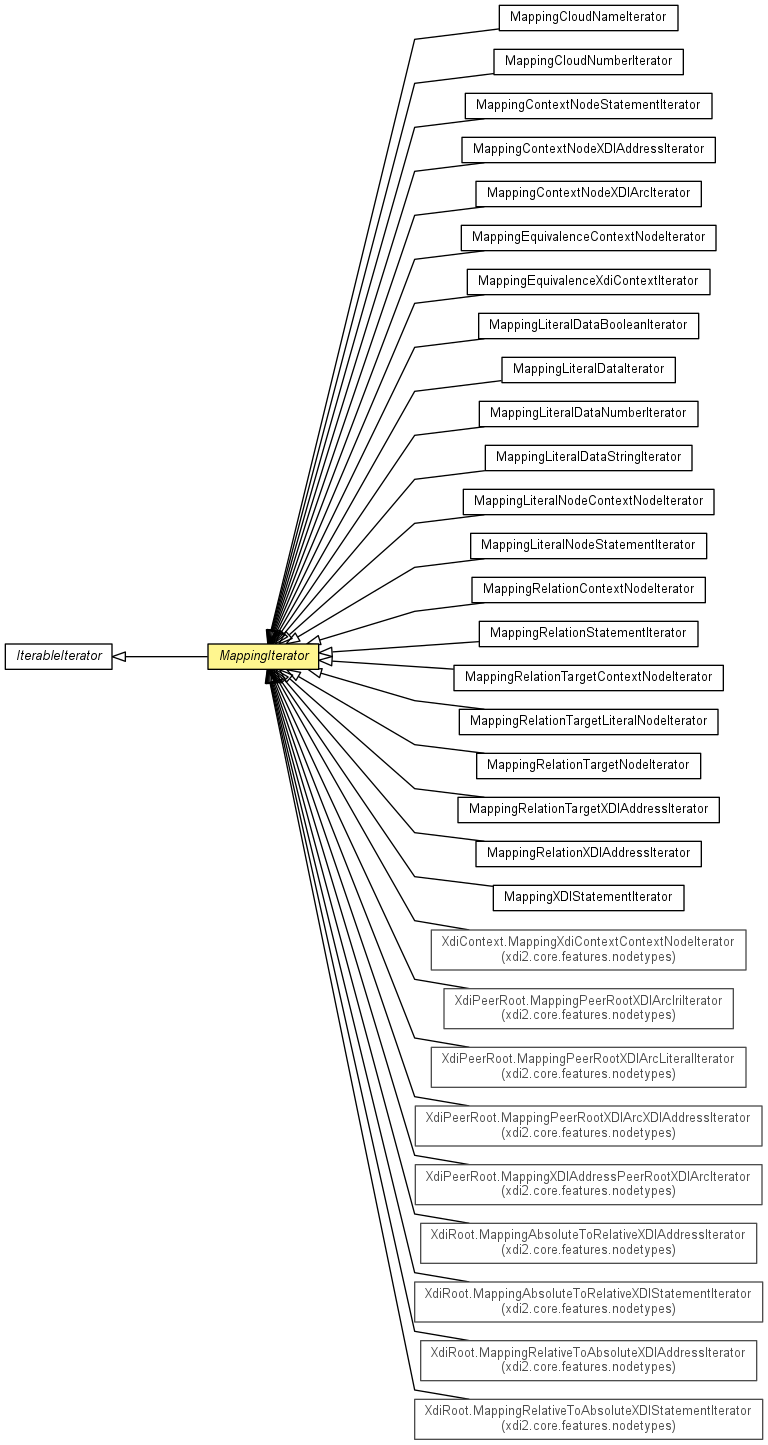 MappingCloudNameIterator
MappingCloudNumberIterator
MappingContextNodeStatementIterator
MappingContextNodeXDIAddressIterator
MappingContextNodeXDIArcIterator
MappingEquivalenceContextNodeIterator
MappingEquivalenceXdiContextIterator
MappingLiteralDataBooleanIterator
MappingLiteralDataIterator
MappingLiteralDataNumberIterator
MappingLiteralDataStringIterator
MappingLiteralNodeContextNodeIterator
MappingLiteralNodeStatementIterator
MappingRelationContextNodeIterator
MappingRelationStatementIterator
IterableIterator
MappingIterator
MappingRelationTargetContextNodeIterator
MappingRelationTargetLiteralNodeIterator
MappingRelationTargetNodeIterator
MappingRelationTargetXDIAddressIterator
MappingRelationXDIAddressIterator
MappingXDIStatementIterator
XdiContext.MappingXdiContextContextNodeIterator
(xdi2.core.features.nodetypes)
XdiPeerRoot.MappingPeerRootXDIArcIriIterator
(xdi2.core.features.nodetypes)
XdiPeerRoot.MappingPeerRootXDIArcLiteralIterator
(xdi2.core.features.nodetypes)
XdiPeerRoot.MappingPeerRootXDIArcXDIAddressIterator
(xdi2.core.features.nodetypes)
XdiPeerRoot.MappingXDIAddressPeerRootXDIArcIterator
(xdi2.core.features.nodetypes)
XdiRoot.MappingAbsoluteToRelativeXDIAddressIterator
(xdi2.core.features.nodetypes)
XdiRoot.MappingAbsoluteToRelativeXDIStatementIterator
(xdi2.core.features.nodetypes)
XdiRoot.MappingRelativeToAbsoluteXDIAddressIterator
(xdi2.core.features.nodetypes)
XdiRoot.MappingRelativeToAbsoluteXDIStatementIterator
(xdi2.core.features.nodetypes)